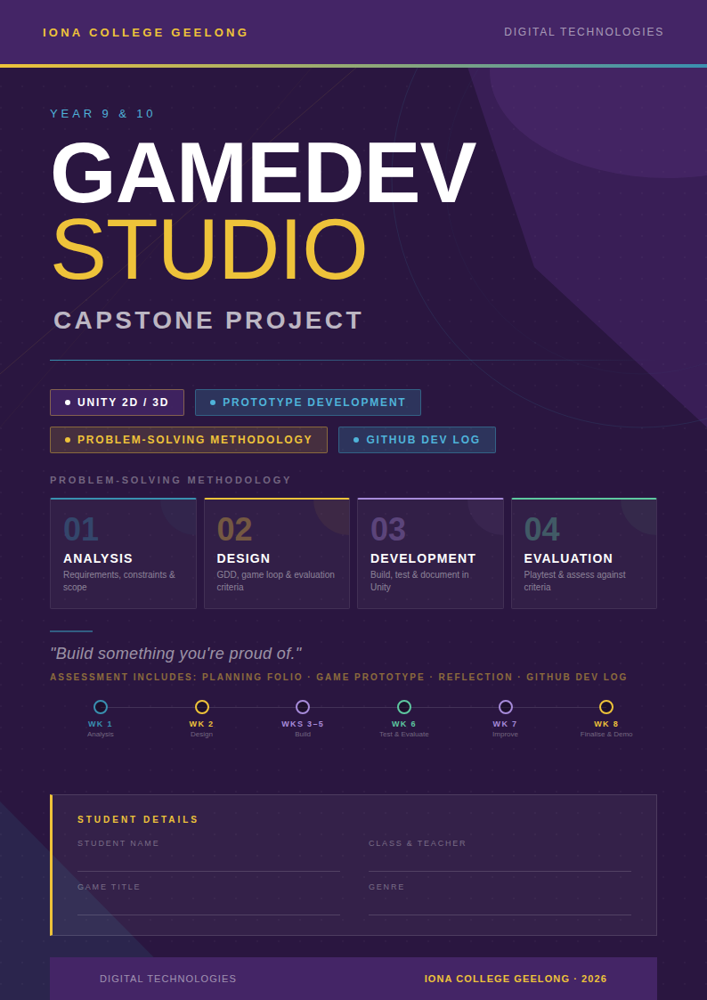 IONA COLLEGE GEELONG
DIGITAL TECHNOLOGIES
YEAR 9 & 10
GAMEDEV
STUDIO
CAPSTONE PROJECT
UNITY 2D / 3D
PROTOTYPE DEVELOPMENT
PROBLEM-SOLVING METHODOLOGY
GITHUB DEV LOG
PROBLEM-SOLVING METHODOLOGY
01
ANALYSIS
Requirements, constraints &
scope
02
DESIGN
GDD, game loop & evaluation
criteria
03
DEVELOPMENT
Build, test & document in
Unity
04
EVALUATION
Playtest & assess against
criteria
"Build something you're proud of."
ASSESSMENT INCLUDES: PLANNING FOLIO · GAME PROTOTYPE · REFLECTION · GITHUB DEV LOG
WK 1
Analysis
WK 2
Design
WKS 3–5
Build
WK 6
Test & Evaluate
WK 7
Improve
WK 8
Finalise & Demo
STUDENT DETAILS
STUDENT NAME
CLASS & TEACHER
GAME TITLE
GENRE
DIGITAL TECHNOLOGIES
IONA COLLEGE GEELONG · 2026